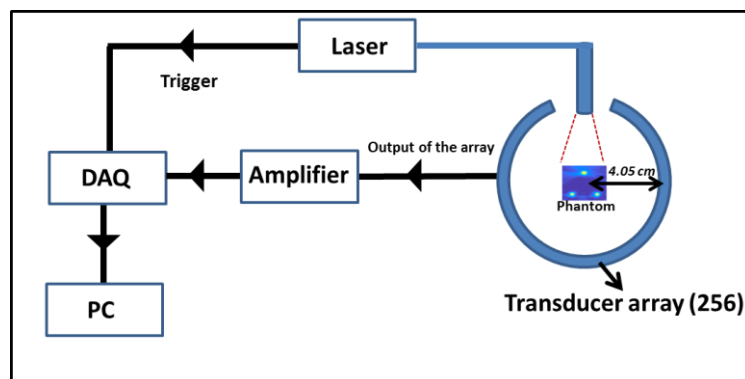 Laser
Trigger
Output of the array
DAQ
Amplifier
4.05 cm
Phantom
PC
Transducer array (256)